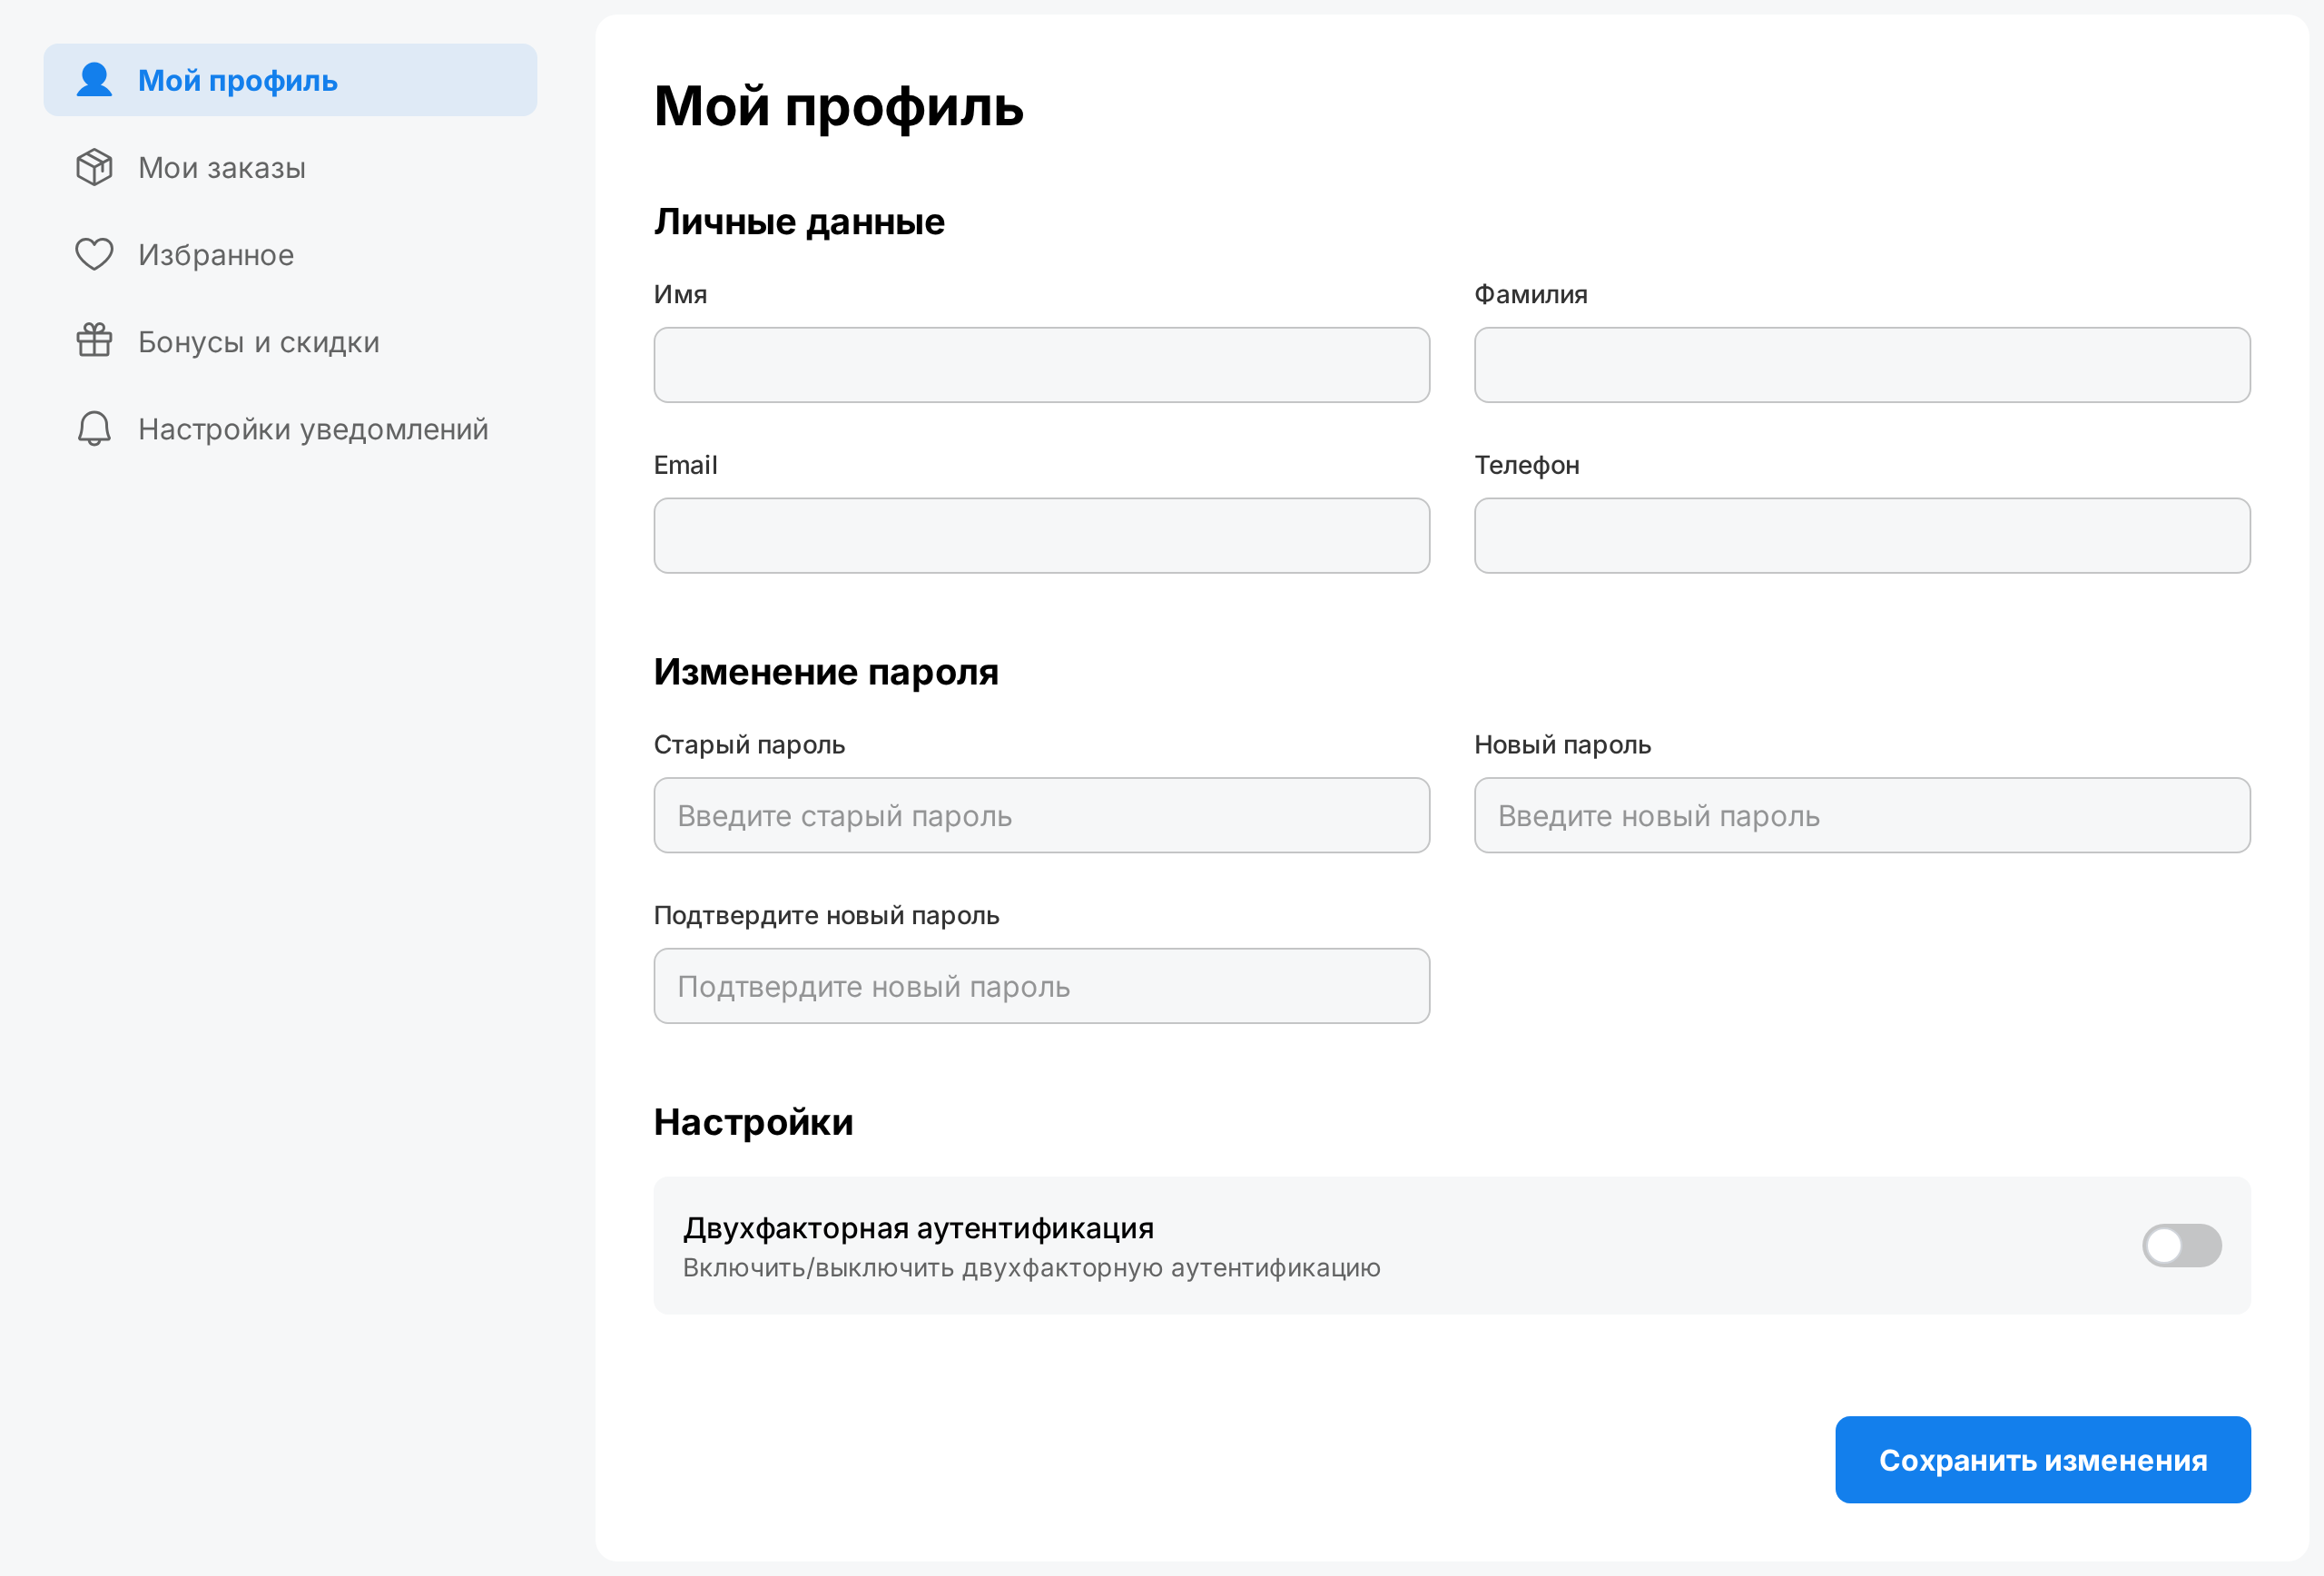 Мой профиль
Мои заказы
Избранное
Бонусы и скидки
Настройки уведомлений
Мой профиль
Личные данные
Имя
Фамилия
Email
Телефон
Изменение пароля
Старый пароль
Новый пароль
Введите старый пароль
Введите новый пароль
Подтвердите новый пароль
Подтвердите новый пароль
Настройки
Двухфакторная аутентификация
Включить/выключить двухфакторную аутентификацию
Сохранить изменения